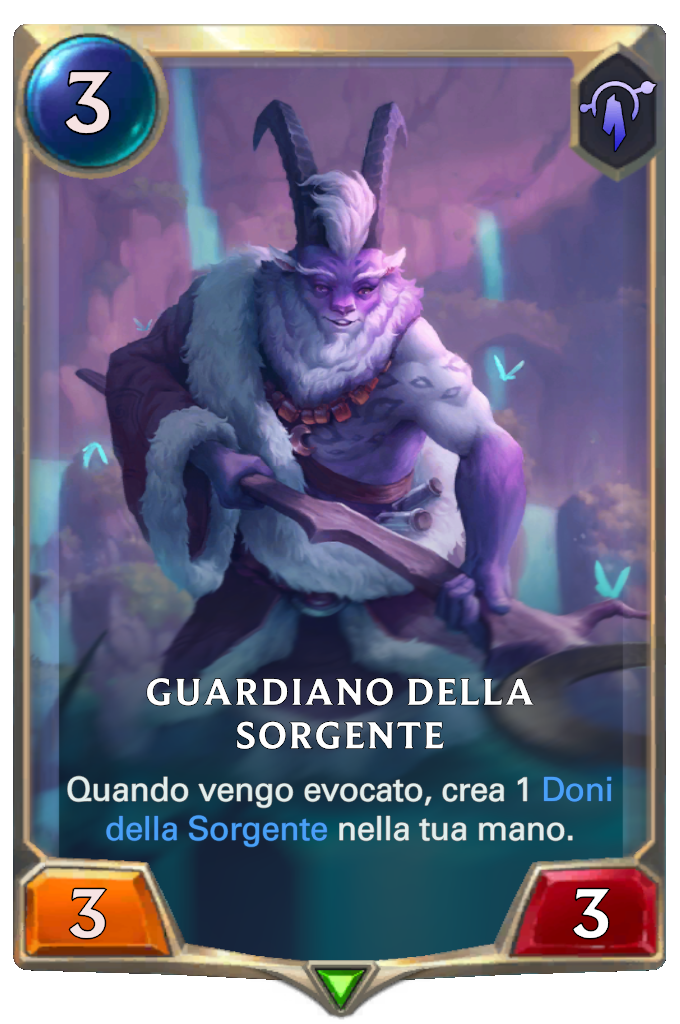 3
GUARDIANO DELLA
SORGENTE
Quando vengo evocato, crea 1 Doni
della Sorgente nella tua mano.
3
3